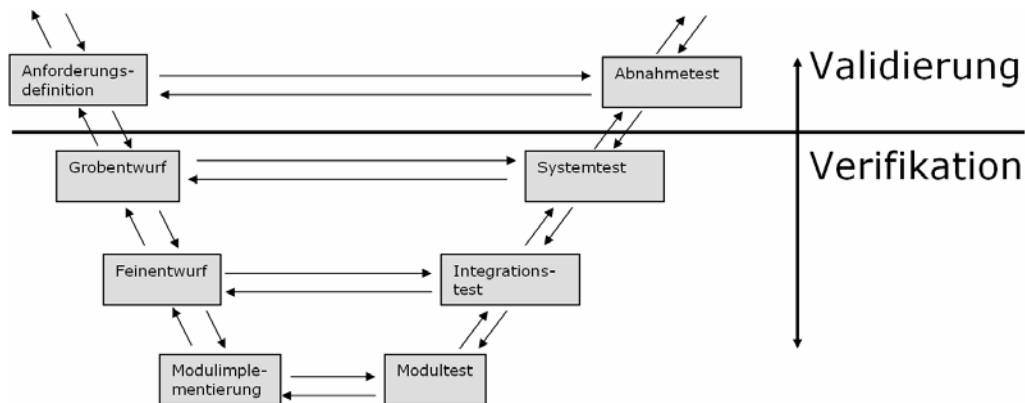 Anforderungs-
definition
Abnahmetest
Validierung
Grobentwurf
Systemtest
Verifikation
Feinentwurf
Integrations-
test
Modulimple-
mentierung
Modultest